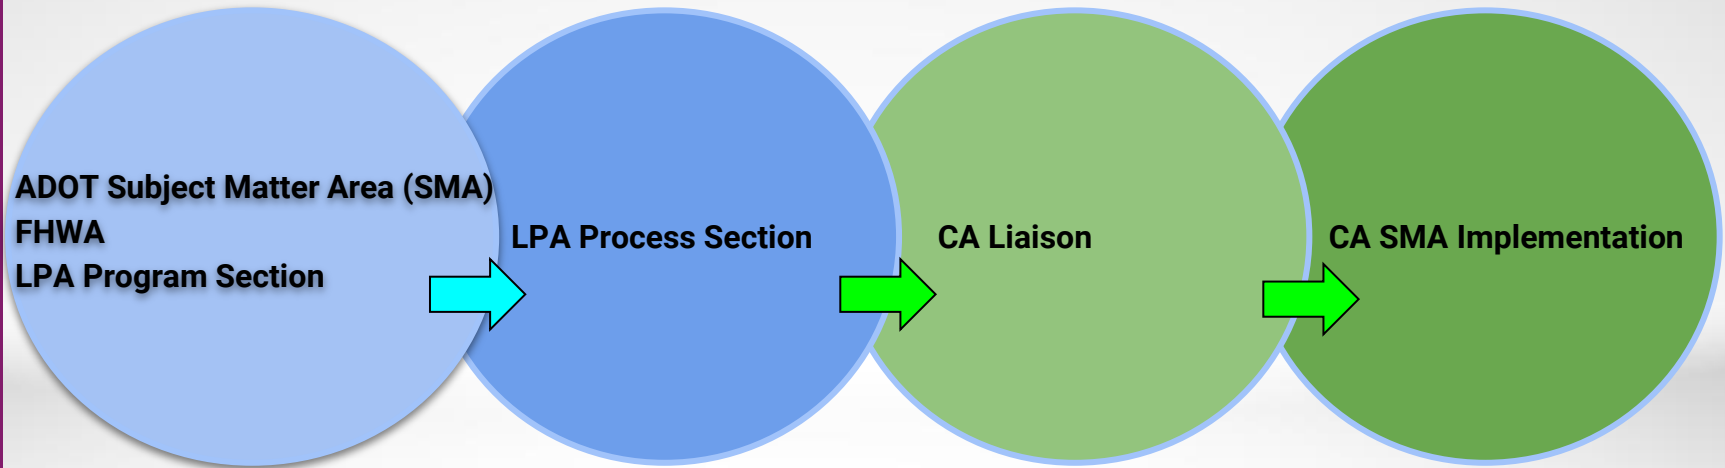 ADOT Subject Matter Area (SMA)
FHWA
LPA Program Section
LPA Process Section
CA Liaison
CA SMA Implementation